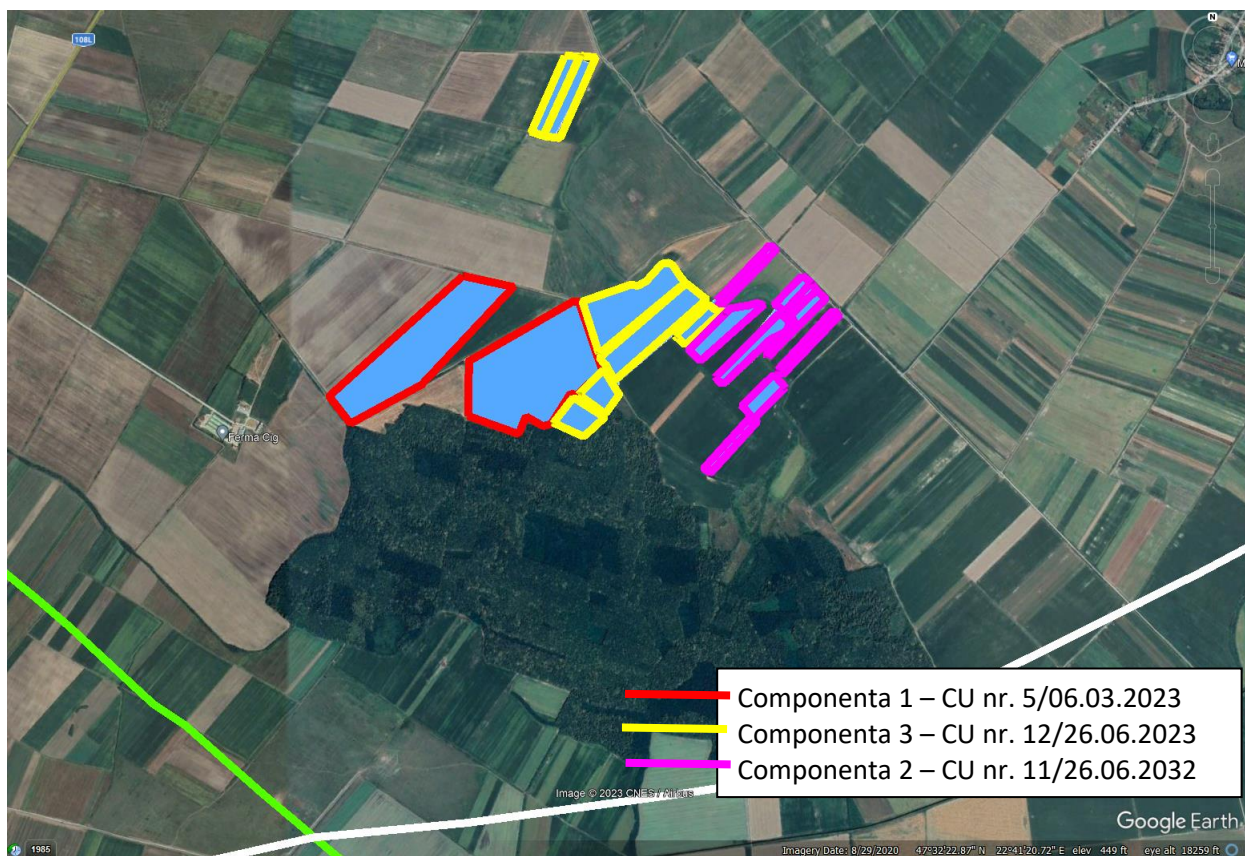 N
108L
M
Ferma Cig
Componenta 1 – CU nr. 5/06.03.2023
Componenta 3 – CU nr. 12/26.06.2023
Componenta 2 – CU nr. 11/26.06.2032
Image © 2023 CNES / Airbus
Google Earth
1985
Imagery Date: 8/29/2020 47°32'22.87" N 22°41'20.72" E elev 449 ft eye alt 18259 ft